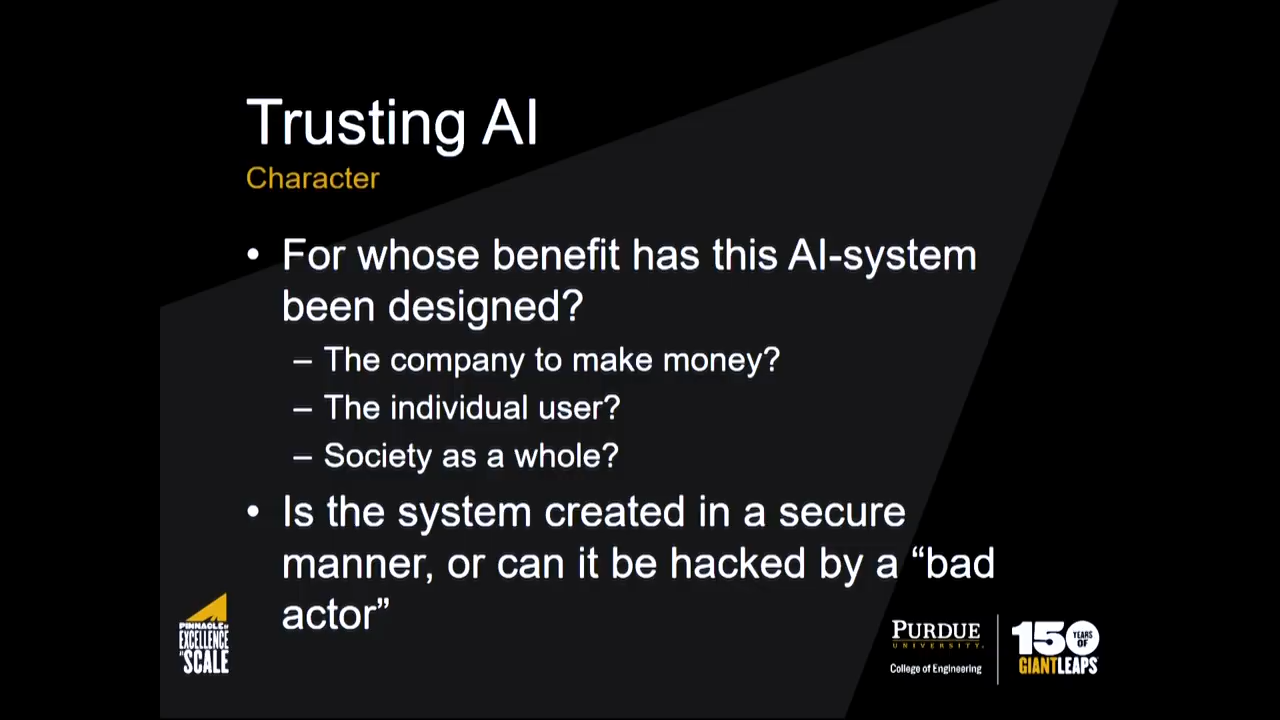 Trusting AI
Character
• For whose benefit has this AI-system
been designed?
– The company to make money?
– The individual user?
– Society as a whole?
• Is the system created in a secure
manner, or can it be hacked by a “bad
actor”
PINNACLE OF
EXCELLENCE
AT SCALE
PURDUE
UNIVERSITY.
College of Engineering
150 YEARS OF
GIANT LEAPS